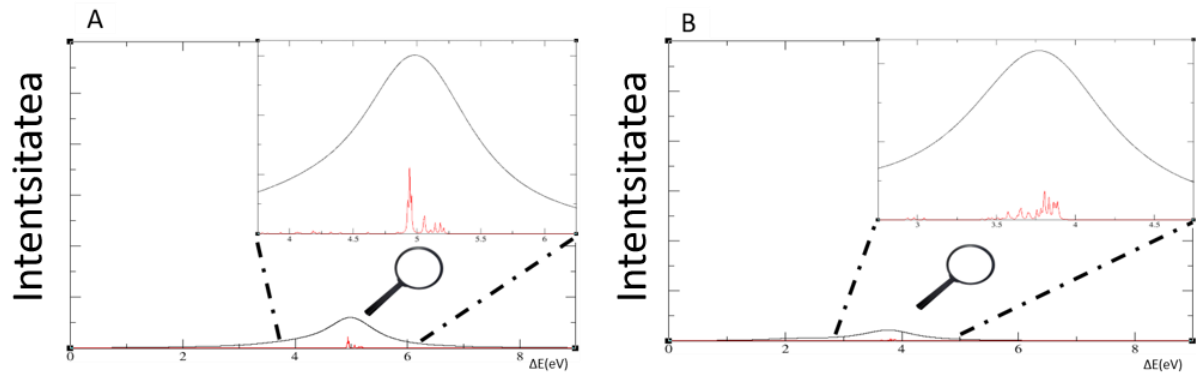 A
Intentsitatea
4 4.5 5 5.5 6
0 2 4 6 8
ΔE(eV)
B
Intentsitatea
3 3.5 4 4.5
0 2 4 6 8
ΔE(eV)